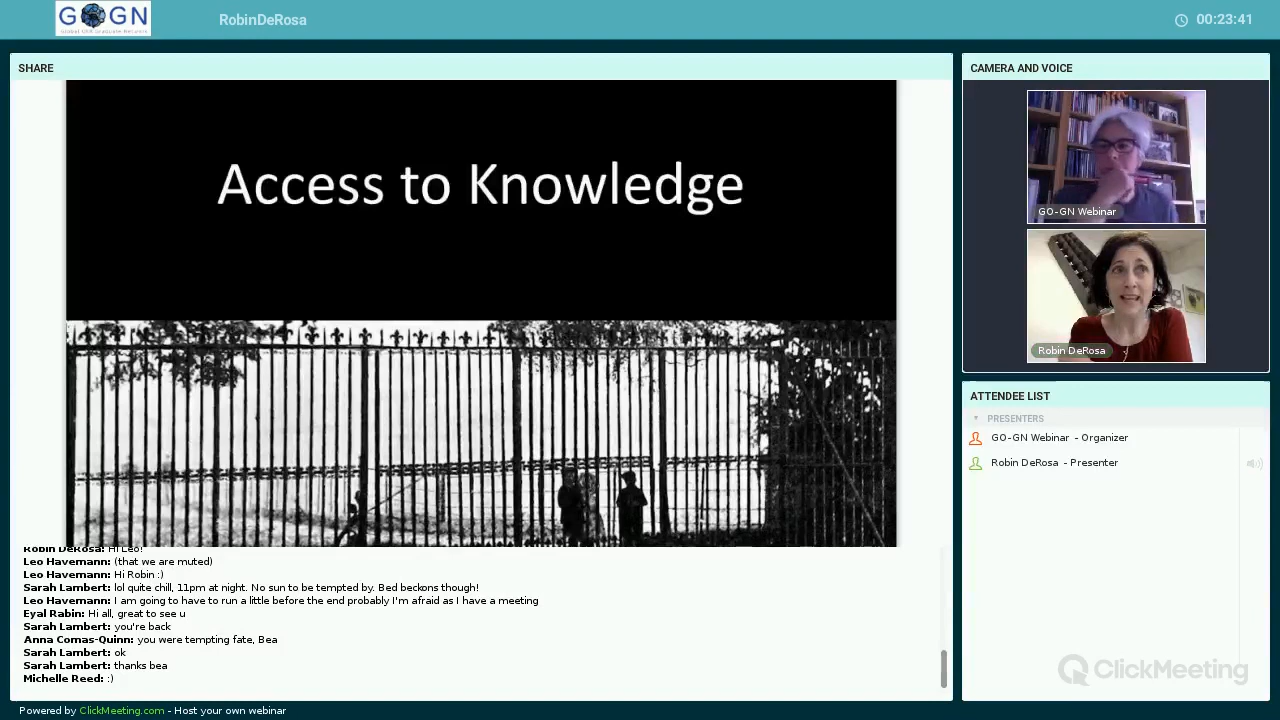 GOGN
Global OER Graduate Network
RobinDeRosa
00:23:41
SHARE
Access to Knowledge
Robin DeRosa: Hi Leo!
Leo Havemann: (that we are muted)
Leo Havemann: Hi Robin :)
Sarah Lambert: lol quite chill, 11pm at night. No sun to be tempted by. Bed beckons though!
Leo Havemann: I am going to have to run a little before the end probably I'm afraid as I have a meeting
Eyal Rabin: Hi all, great to see u
Sarah Lambert: you're back
Anna Comas-Quinn: you were tempting fate, Bea
Sarah Lambert: ok
Sarah Lambert: thanks bea
Michelle Reed: :)
CAMERA AND VOICE
GO-GN Webinar
Robin DeRosa
ATTENDEE LIST
PRESENTERS
GO-GN Webinar - Organizer
Robin DeRosa - Presenter
ClickMeeting
Powered by ClickMeeting.com - Host your own webinar